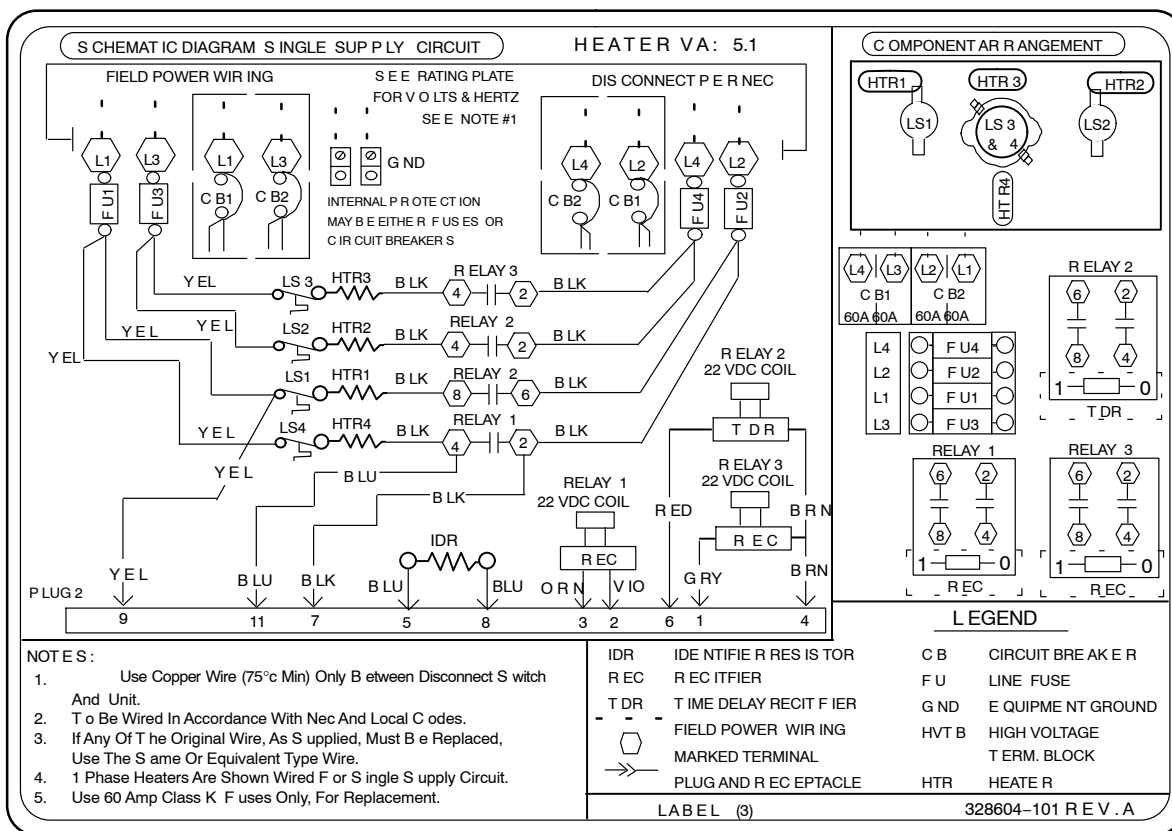 SCHEMATIC DIAGRAM SINGLE SUPPLY CIRCUIT
HEATER VA: 5.1
FIELD POWER WIRING
SEE RATING PLATE
FOR VOLTS & HERTZ
SEE NOTE #1
DISCONNECT PER NEC
L1
L3
L1
L3
GND
L4
L2
L4
L2
FU1
FU3
CB1
CB2
INTERNAL PROTECTION
MAY BE EITHER FUSES OR
CIRCUIT BREAKERS
CB2
CB1
FU4
FU2
YEL
LS3
HTR3
BLK
RELAY 3
4
2
BLK
YEL
YEL
LS2
HTR2
BLK
RELAY 2
4
2
BLK
YEL
LS1
HTR1
BLK
RELAY 2
8
6
BLK
YEL
LS4
HTR4
BLK
RELAY 1
4
2
BLK
YEL
BLU
BLK
RELAY 2
22 VDC COIL
TDR
RELAY 3
22 VDC COIL
REC
RED
BRN
RELAY 1
22 VDC COIL
REC
IDR
YEL
BLU
BLK
BLU
BLU
ORN
VIO
GRY
BRN
PLUG 2
9
11
7
5
8
3
2
6
1
4
COMPONENT ARRANGEMENT
HTR1
HTR 3
HTR2
LS1
LS 3
& 4
LS2
HTR4
L4
L3
L2
L1
CB1
CB2
60A
60A
60A
60A
L4
FU4
L2
FU2
L1
FU1
L3
FU3
RELAY 2
6
2
8
4
1
0
TDR
RELAY 1
6
2
8
4
1
0
REC
RELAY 3
6
2
8
4
1
0
REC
NOTES:
1. Use Copper Wire (75°c Min) Only Between Disconnect Switch
And Unit.
2. To Be Wired In Accordance With Nec And Local Codes.
3. If Any Of The Original Wire, As Supplied, Must Be Replaced,
Use The Same Or Equivalent Type Wire.
4. 1 Phase Heaters Are Shown Wired For Single Supply Circuit.
5. Use 60 Amp Class K Fuses Only, For Replacement.
LEGEND
IDR IDENTIFIER RESISTOR
REC RECITFIER
TDR TIME DELAY RECITFIER
FIELD POWER WIRING
MARKED TERMINAL
PLUG AND RECEPTACLE
CB CIRCUIT BREAKER
FU LINE FUSE
GND EQUIPMENT GROUND
HVTB HIGH VOLTAGE
TERM. BLOCK
HTR HEATER
LABEL (3)
328604-101 REV. A